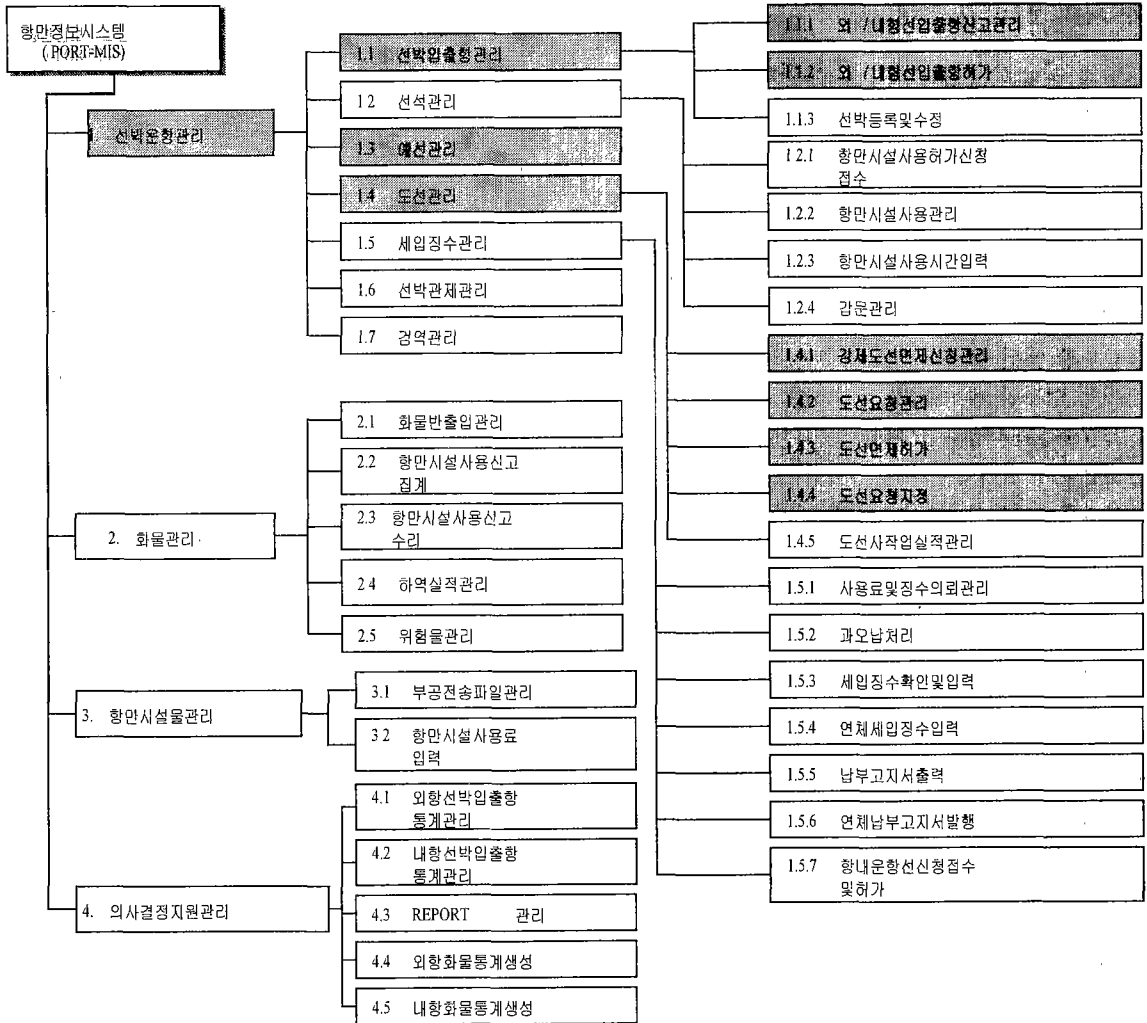 항만정보시스템
(PORT-MIS)
1. 선박운항관리
1.1 선박입출항관리
1.2 선석관리
1.3 예선관리
1.4 도선관리
1.5 세입징수관리
1.6 선박관제관리
1.7 검역관리
1.1.1 외 /내항선입출항신고관리
1.1.2 외 /내항선입출항허가
1.1.3 선박등록및수정
1.2.1 항만시설사용허가신청
접수
1.2.2 항만시설사용관리
1.2.3 항만시설사용시간입력
1.2.4 갑문관리
1.4.1 강제도선면제신청관리
1.4.2 도선요청관리
1.4.3 도선면제허가
1.4.4 도선요청지정
1.4.5 도선사작업실적관리
1.5.1 사용료및징수의뢰관리
1.5.2 과오납처리
1.5.3 세입징수확인및입력
1.5.4 연체세입징수입력
1.5.5 납부고지서출력
1.5.6 연체납부고지서발행
1.5.7 항내운항선신청접수
및허가
2. 화물관리
2.1 화물반출입관리
2.2 항만시설사용신고
집계
2.3 항만시설사용신고
수리
2.4 하역실적관리
2.5 위험물관리
3. 항만시설물관리
3.1 부공전송파일관리
3.2 항만시설사용료
입력
4. 의사결정지원관리
4.1 외항선박입출항
통계관리
4.2 내항선박입출항
통계관리
4.3 REPORT 관리
4.4 외항화물통계생성
4.5 내항화물통계생성